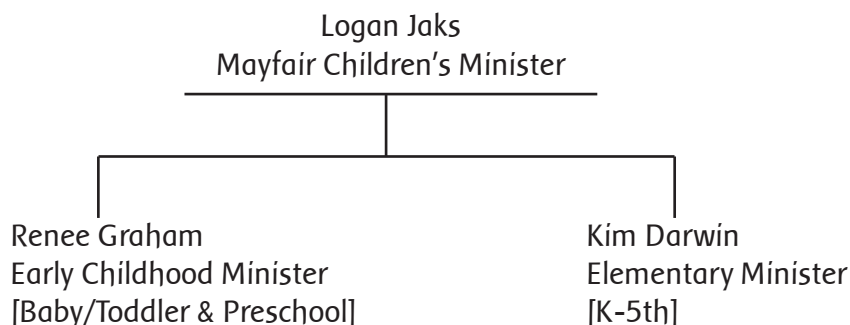 Logan Jaks
Mayfair Children's Minister
Renee Graham
Early Childhood Minister
[Baby/Toddler & Preschool]
Kim Darwin
Elementary Minister
[K-5th]